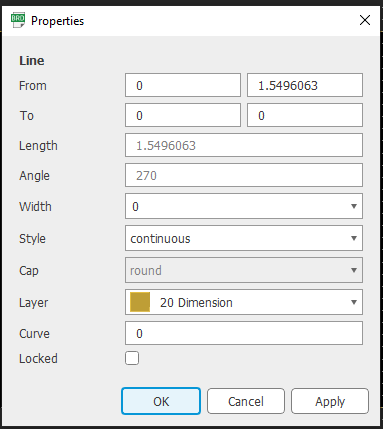 BRD Properties
Line
From 0 1.5496063
To 0 0
Length 1.5496063
Angle 270
Width 0
Style continuous
Cap round
Layer 20 Dimension
Curve 0
Locked
OK Cancel Apply